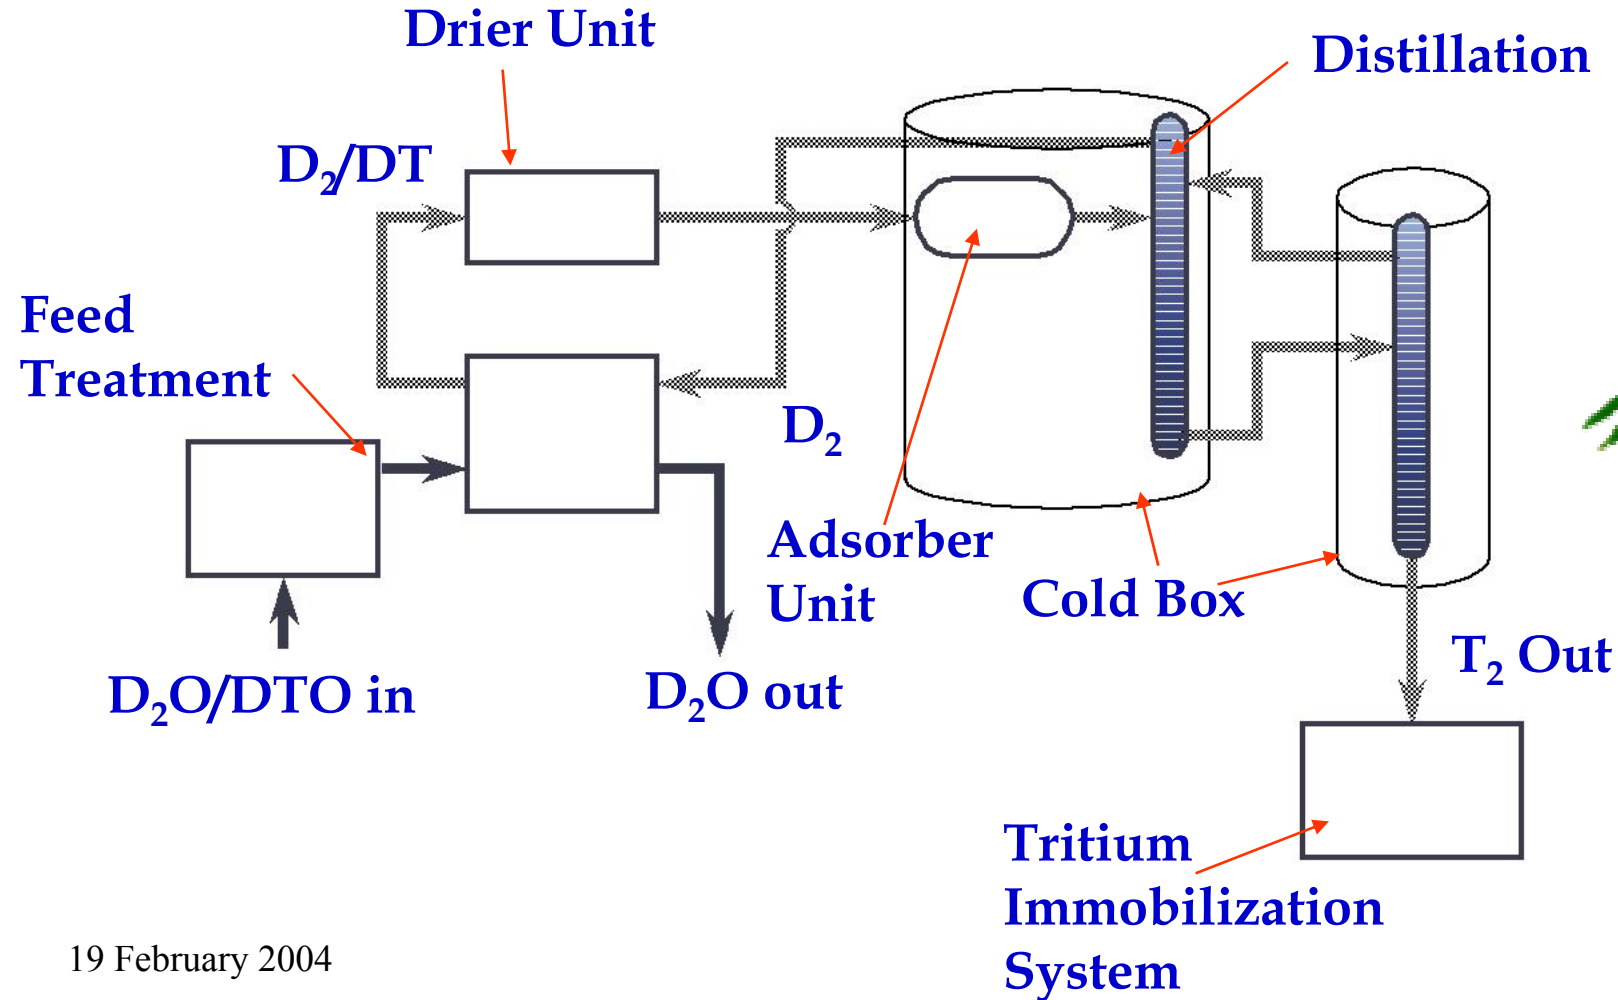 Drier Unit
Distillation
D₂/DT
Feed
Treatment
D₂
Adsorber
Unit
Cold Box
D₂O/DTO in
D₂O out
T₂ Out
Tritium
Immobilization
System
19 February 2004